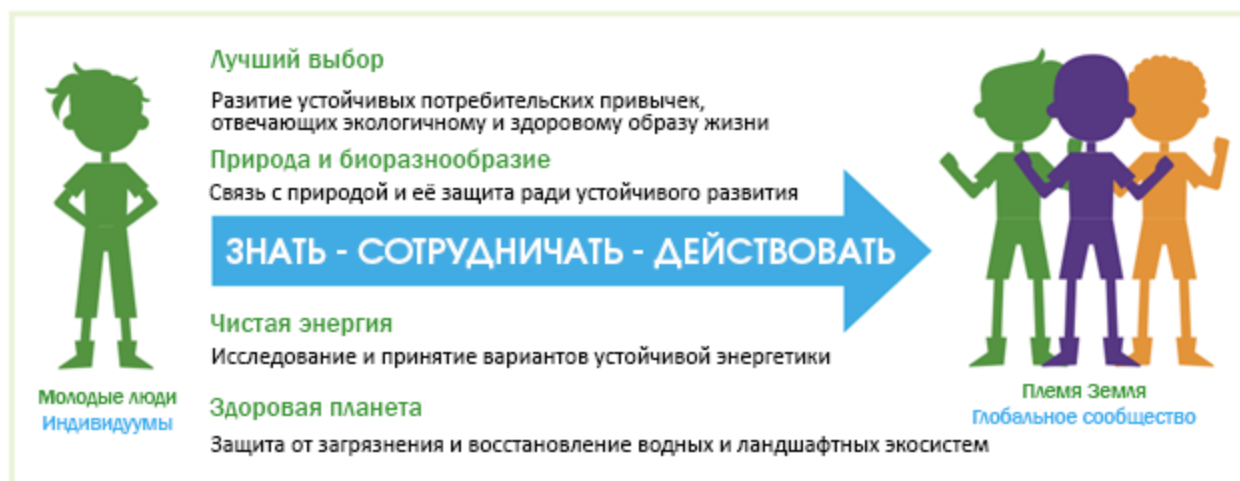 Лучший выбор
Разитие устойчивых потребительских привычек,
отвечающих экологичному и здоровому образу жизни
Природа и биоразнообразие
Связь с природой и её защита ради устойчивого развития
ЗНАТЬ - СОТРУДНИЧАТЬ - ДЕЙСТВОВАТЬ
Чистая энергия
Исследование и принятие вариантов устойчивой энергетики
Здоровая планета
Защита от загрязнения и восстановление водных и ландшафтных экосистем
Молодые люди
Индивидуумы
Племя Земля
Глобальное сообщество